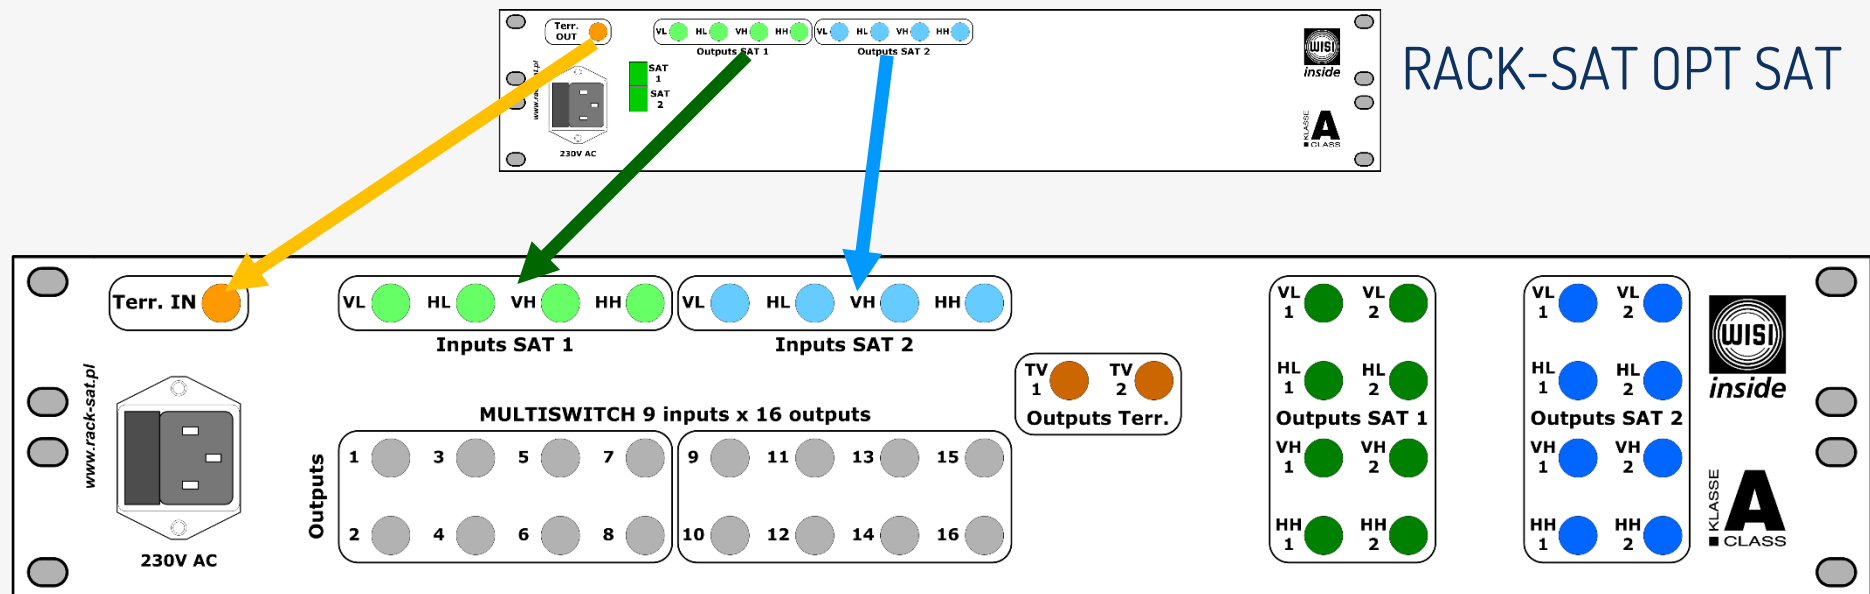 Terr.
OUT
VL HL VH HH VL HL VH HH
Outputs SAT 1 Outputs SAT 2
SAT
1
SAT
2
www.rack-sat.pl
230V AC
WISI
inside
KLASSE
A
CLASS
RACK-SAT OPT SAT
Terr. IN
VL HL VH HH
Inputs SAT 1
VL HL VH HH
Inputs SAT 2
www.rack-sat.pl
230V AC
MULTISWITCH 9 inputs x 16 outputs
Outputs
1 3 5 7 9 11 13 15
2 4 6 8 10 12 14 16
TV
1
TV
2
Outputs Terr.
VL
1
VL
2
HL
1
HL
2
Outputs SAT 1
VH
1
VH
2
HH
1
HH
2
VL
1
VL
2
HL
1
HL
2
Outputs SAT 2
VH
1
VH
2
HH
1
HH
2
WISI
inside
KLASSE
A
CLASS